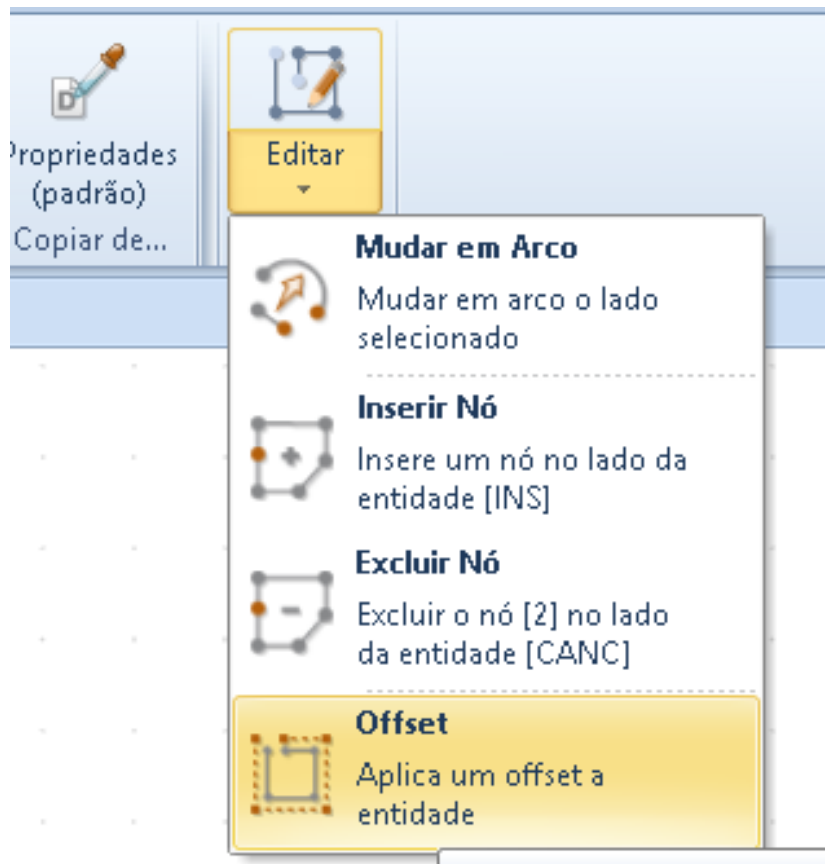 Propriedades
(padrão)
Copiar de...
Editar
Mudar em Arco
Mudar em arco o lado
selecionado
Inserir Nó
Insere um nó no lado da
entidade [INS]
Excluir Nó
Excluir o nó [2] no lado
da entidade [CANC]
Offset
Aplica um offset a
entidade